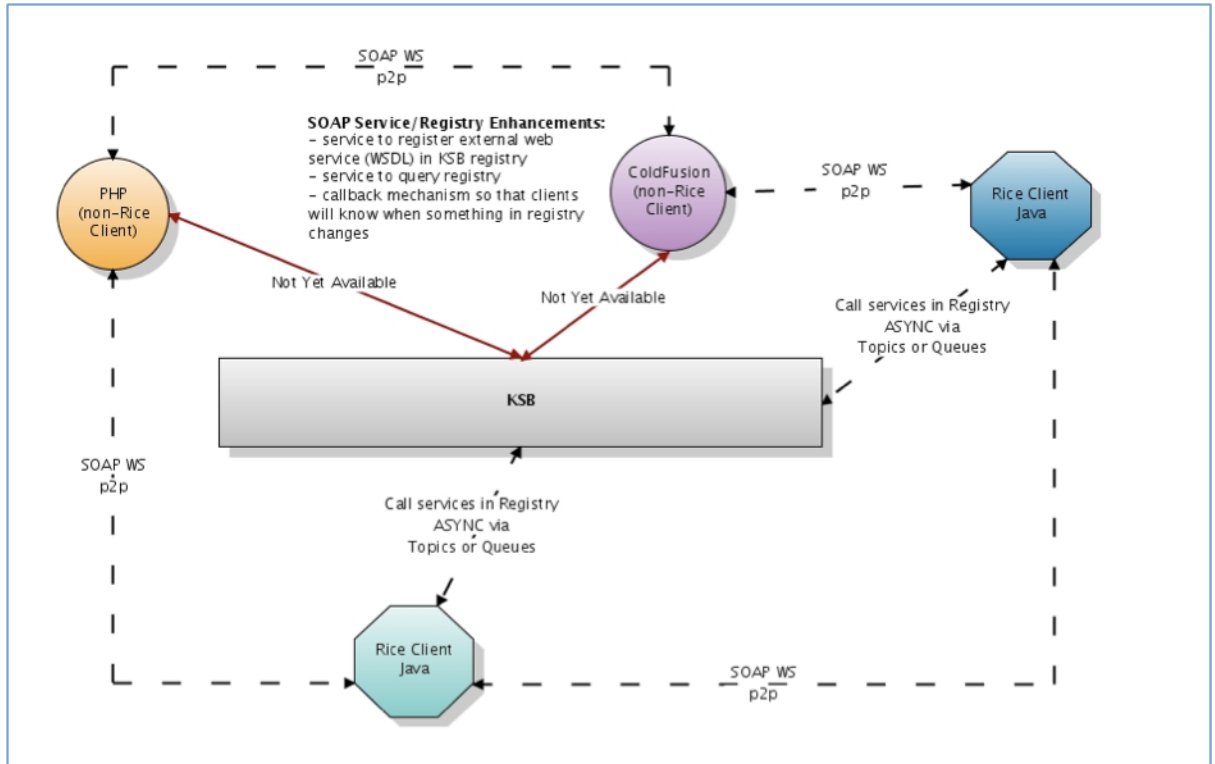 SOAP WS
p2p
SOAP Service/Registry Enhancements:
– service to register external web
service (WSDL) in KSB registry
– service to query registry
– callback mechanism so that clients
will know when something in registry
changes
PHP
(non–Rice
Client)
ColdFusion
(non–Rice
Client)
SOAP WS
p2p
Rice Client
Java
Not Yet Available
Not Yet Available
Call services in Registry
ASYNC via
Topics or Queues
KSB
SOAP WS
p2p
Call services in Registry
ASYNC via
Topics or Queues
Rice Client
Java
SOAP WS
p2p